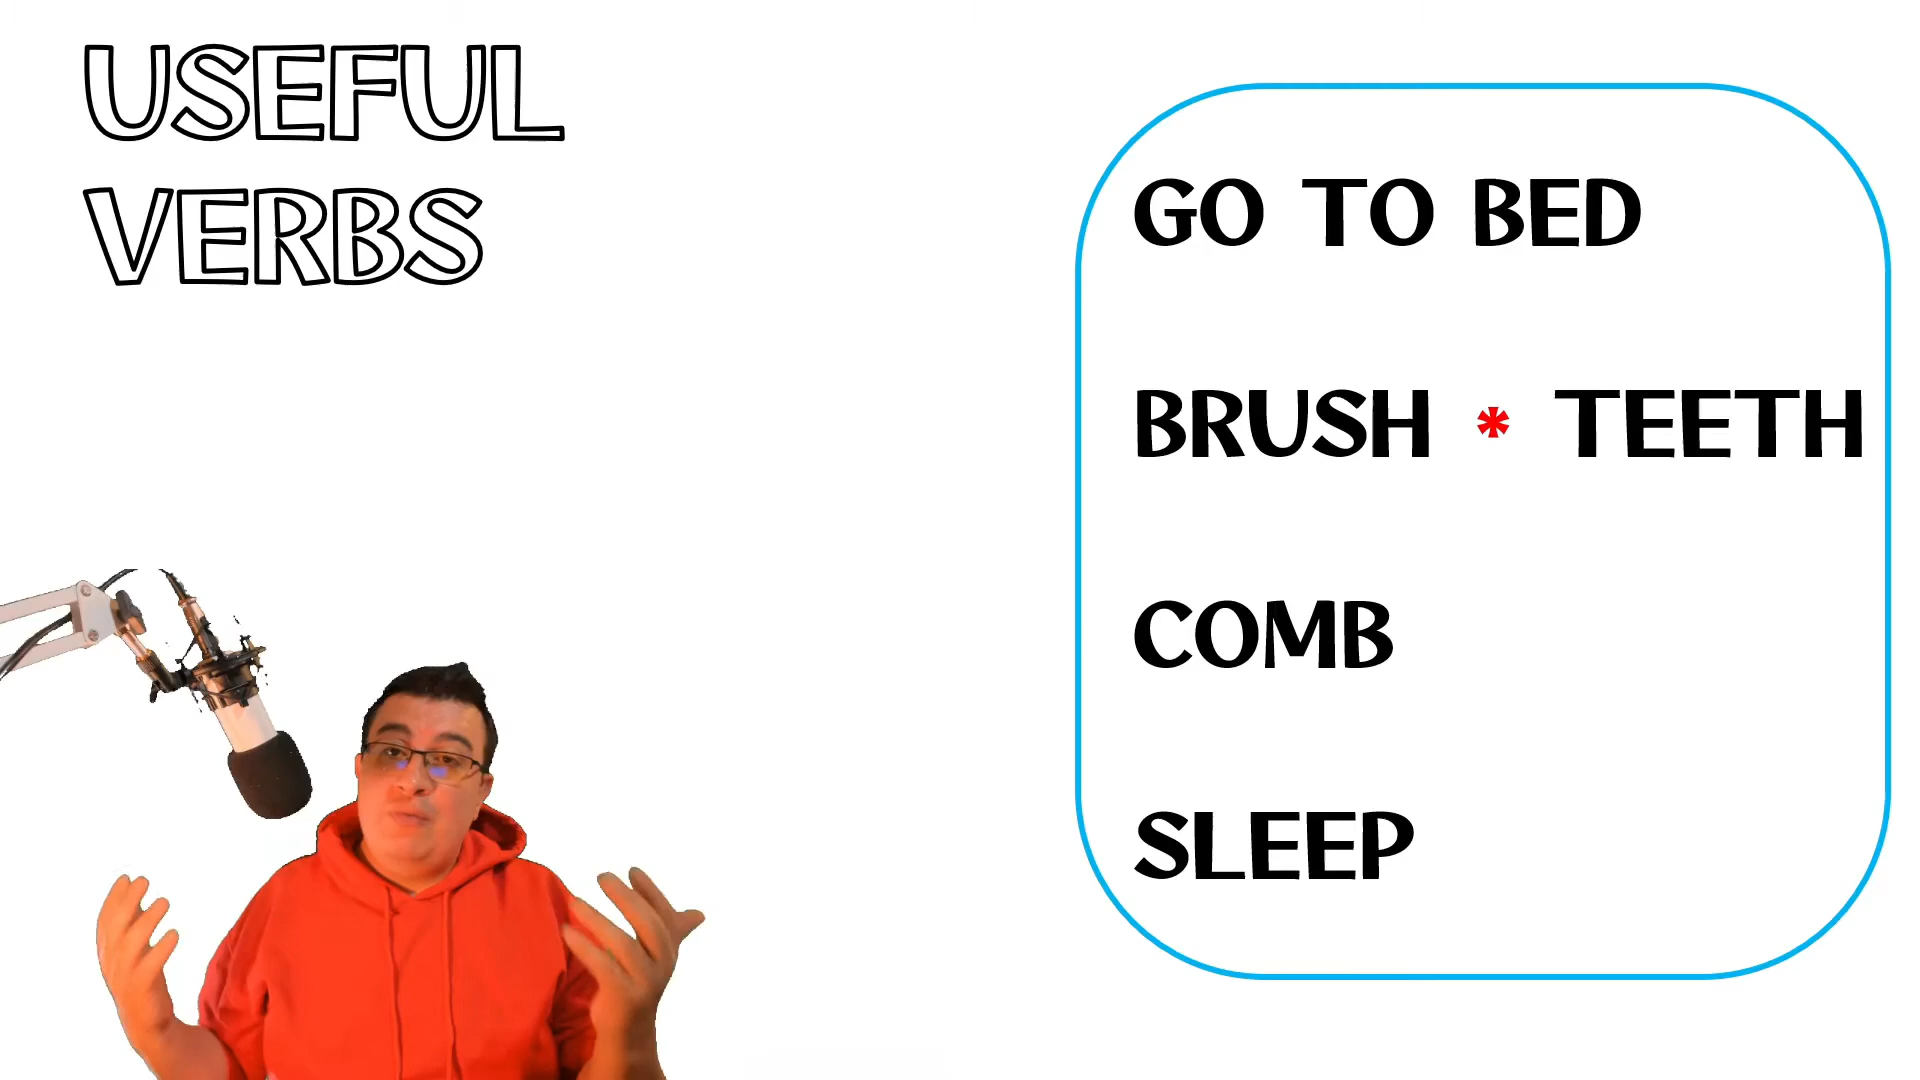 USEFUL
VERBS
GO TO BED
BRUSH * TEETH
COMB
SLEEP